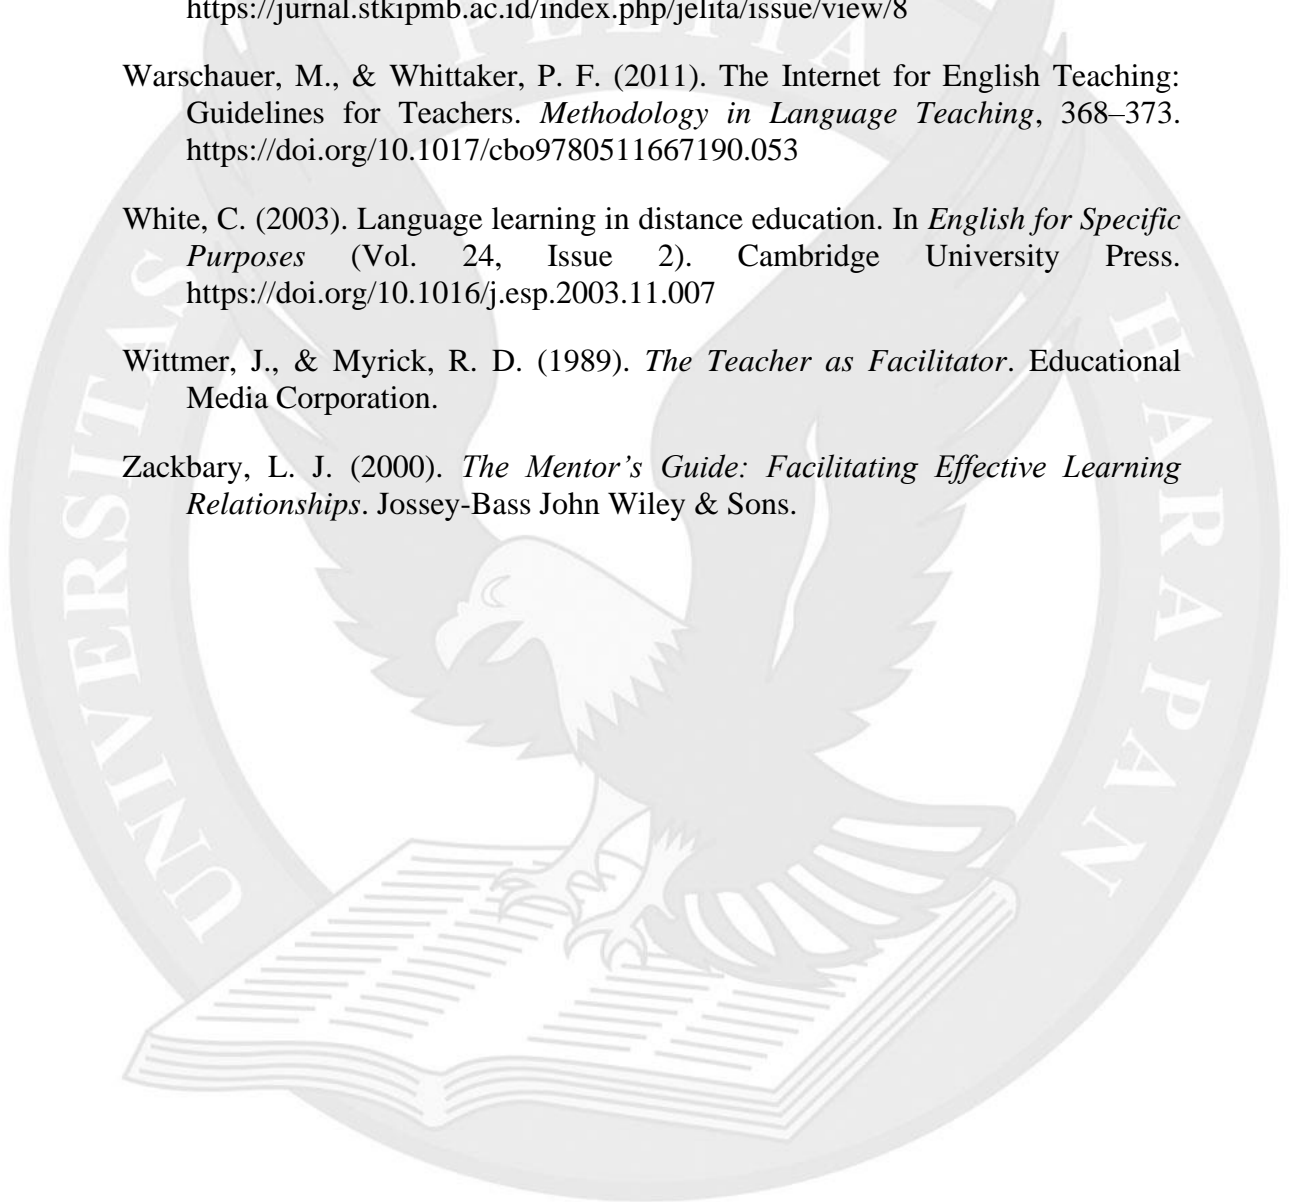 https://jurnal.stkipmb.ac.id/index.php/jelita/issue/view/8
Warschauer, M., & Whittaker, P. F. (2011). The Internet for English Teaching:
Guidelines for Teachers. Methodology in Language Teaching, 368–373.
https://doi.org/10.1017/cbo9780511667190.053
White, C. (2003). Language learning in distance education. In English for Specific
Purposes (Vol. 24, Issue 2). Cambridge University Press.
https://doi.org/10.1016/j.esp.2003.11.007
Wittmer, J., & Myrick, R. D. (1989). The Teacher as Facilitator. Educational
Media Corporation.
Zackbary, L. J. (2000). The Mentor’s Guide: Facilitating Effective Learning
Relationships. Jossey-Bass John Wiley & Sons.
UNIVERSITAS
PELITA
HARAPAN